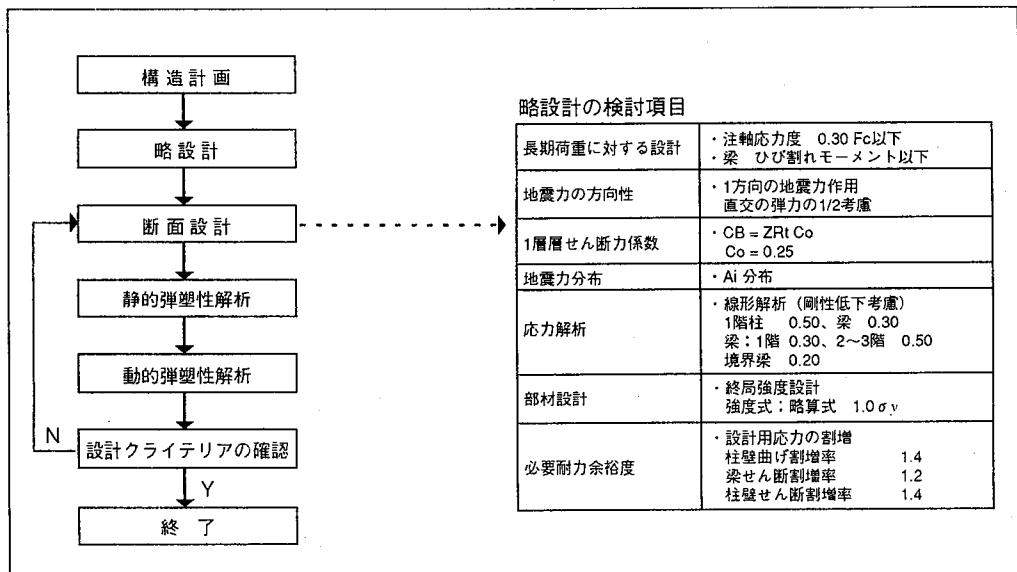 構造計画
略設計
断面設計
静的弾塑性解析
動的弾塑性解析
N
設計クライテリアの確認
Y
終了
略設計の検討項目
長期荷重に対する設計
・注軸応力度 0.30 Fc以下
・梁 ひび割れモーメント以下
地震力の方向性
・1方向の地震力作用
直交の弾力の1/2考慮
1層層せん断力係数
・CB = ZRt Co
Co = 0.25
地震力分布
・Ai 分布
応力解析
・線形解析（剛性低下考慮）
1階柱 0.50、梁 0.30
梁：1階 0.30、2〜3階 0.50
境界梁 0.20
部材設計
・終局強度設計
強度式；略算式 1.0σy
必要耐力余裕度
・設計用応力の割増
柱壁曲げ割増率 1.4
梁せん断割増率 1.2
柱壁せん断割増率 1.4